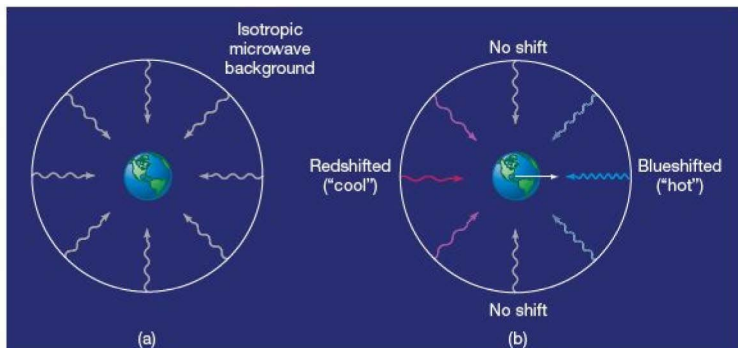 Isotropic
microwave
background
No shift
Redshifted
("cool")
Blueshifted
("hot")
No shift
(a)
(b)